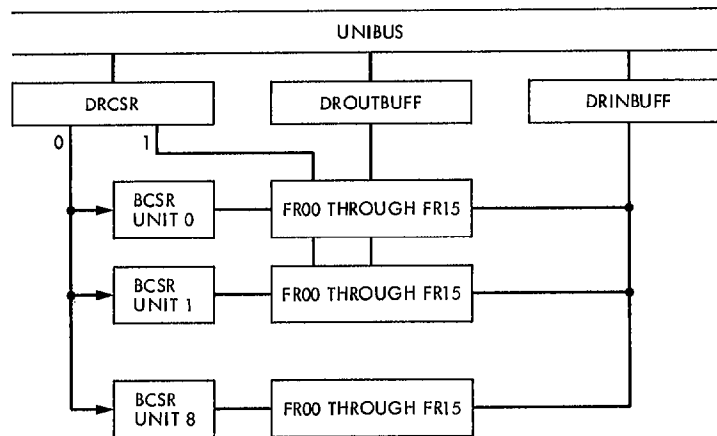 UNIBUS
DRCSR
DROUTBUFF
DRINBUFF
0
1
BCSR
UNIT 0
FR00 THROUGH FR15
BCSR
UNIT 1
FR00 THROUGH FR15
BCSR
UNIT 8
FR00 THROUGH FR15